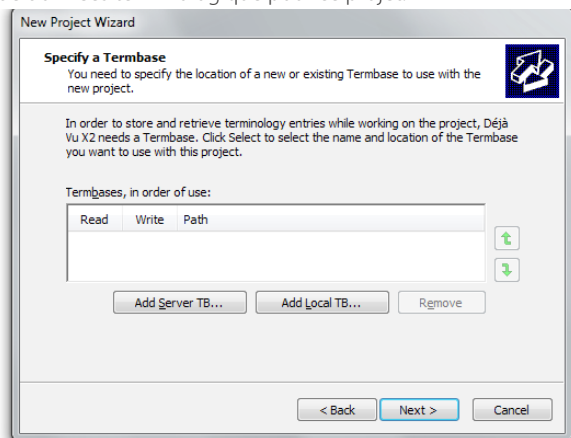 New Project Wizard
Specify a Termbase
You need to specify the location of a new or existing Termbase to use with the
new project.
In order to store and retrieve terminology entries while working on the project, Déjà
Vu X2 needs a Termbase. Click Select to select the name and location of the Termbase
you want to use with this project.
Termbases, in order of use:
Read Write Path
Add Server TB... Add Local TB... Remove
< Back Next > Cancel